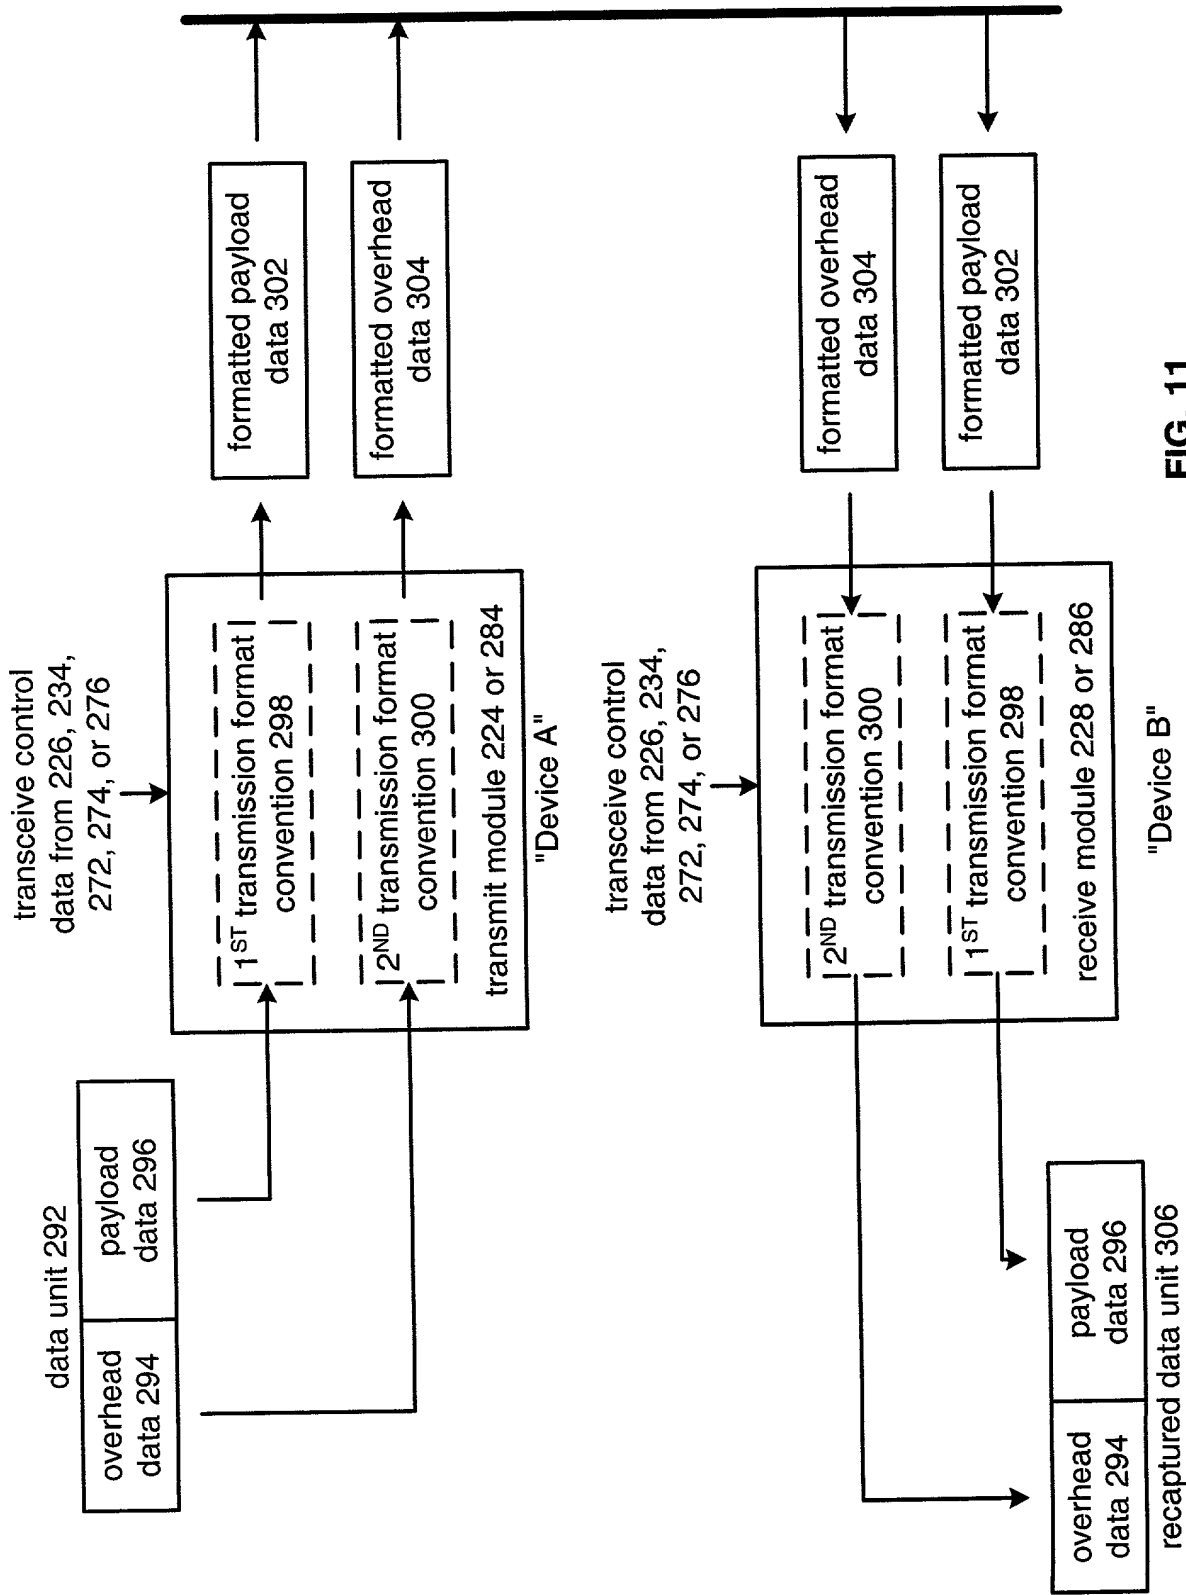 data unit 292
overhead
data 294
payload
data 296
transceive control
data from 226, 234,
272, 274, or 276
1ST transmission format
convention 298
2ND transmission format
convention 300
transmit module 224 or 284
"Device A"
formatted payload
data 302
formatted overhead
data 304
transceive control
data from 226, 234,
272, 274, or 276
2ND transmission format
convention 300
1ST transmission format
convention 298
receive module 228 or 286
"Device B"
formatted overhead
data 304
formatted payload
data 302
overhead
data 294
payload
data 296
recaptured data unit 306
FIG. 11